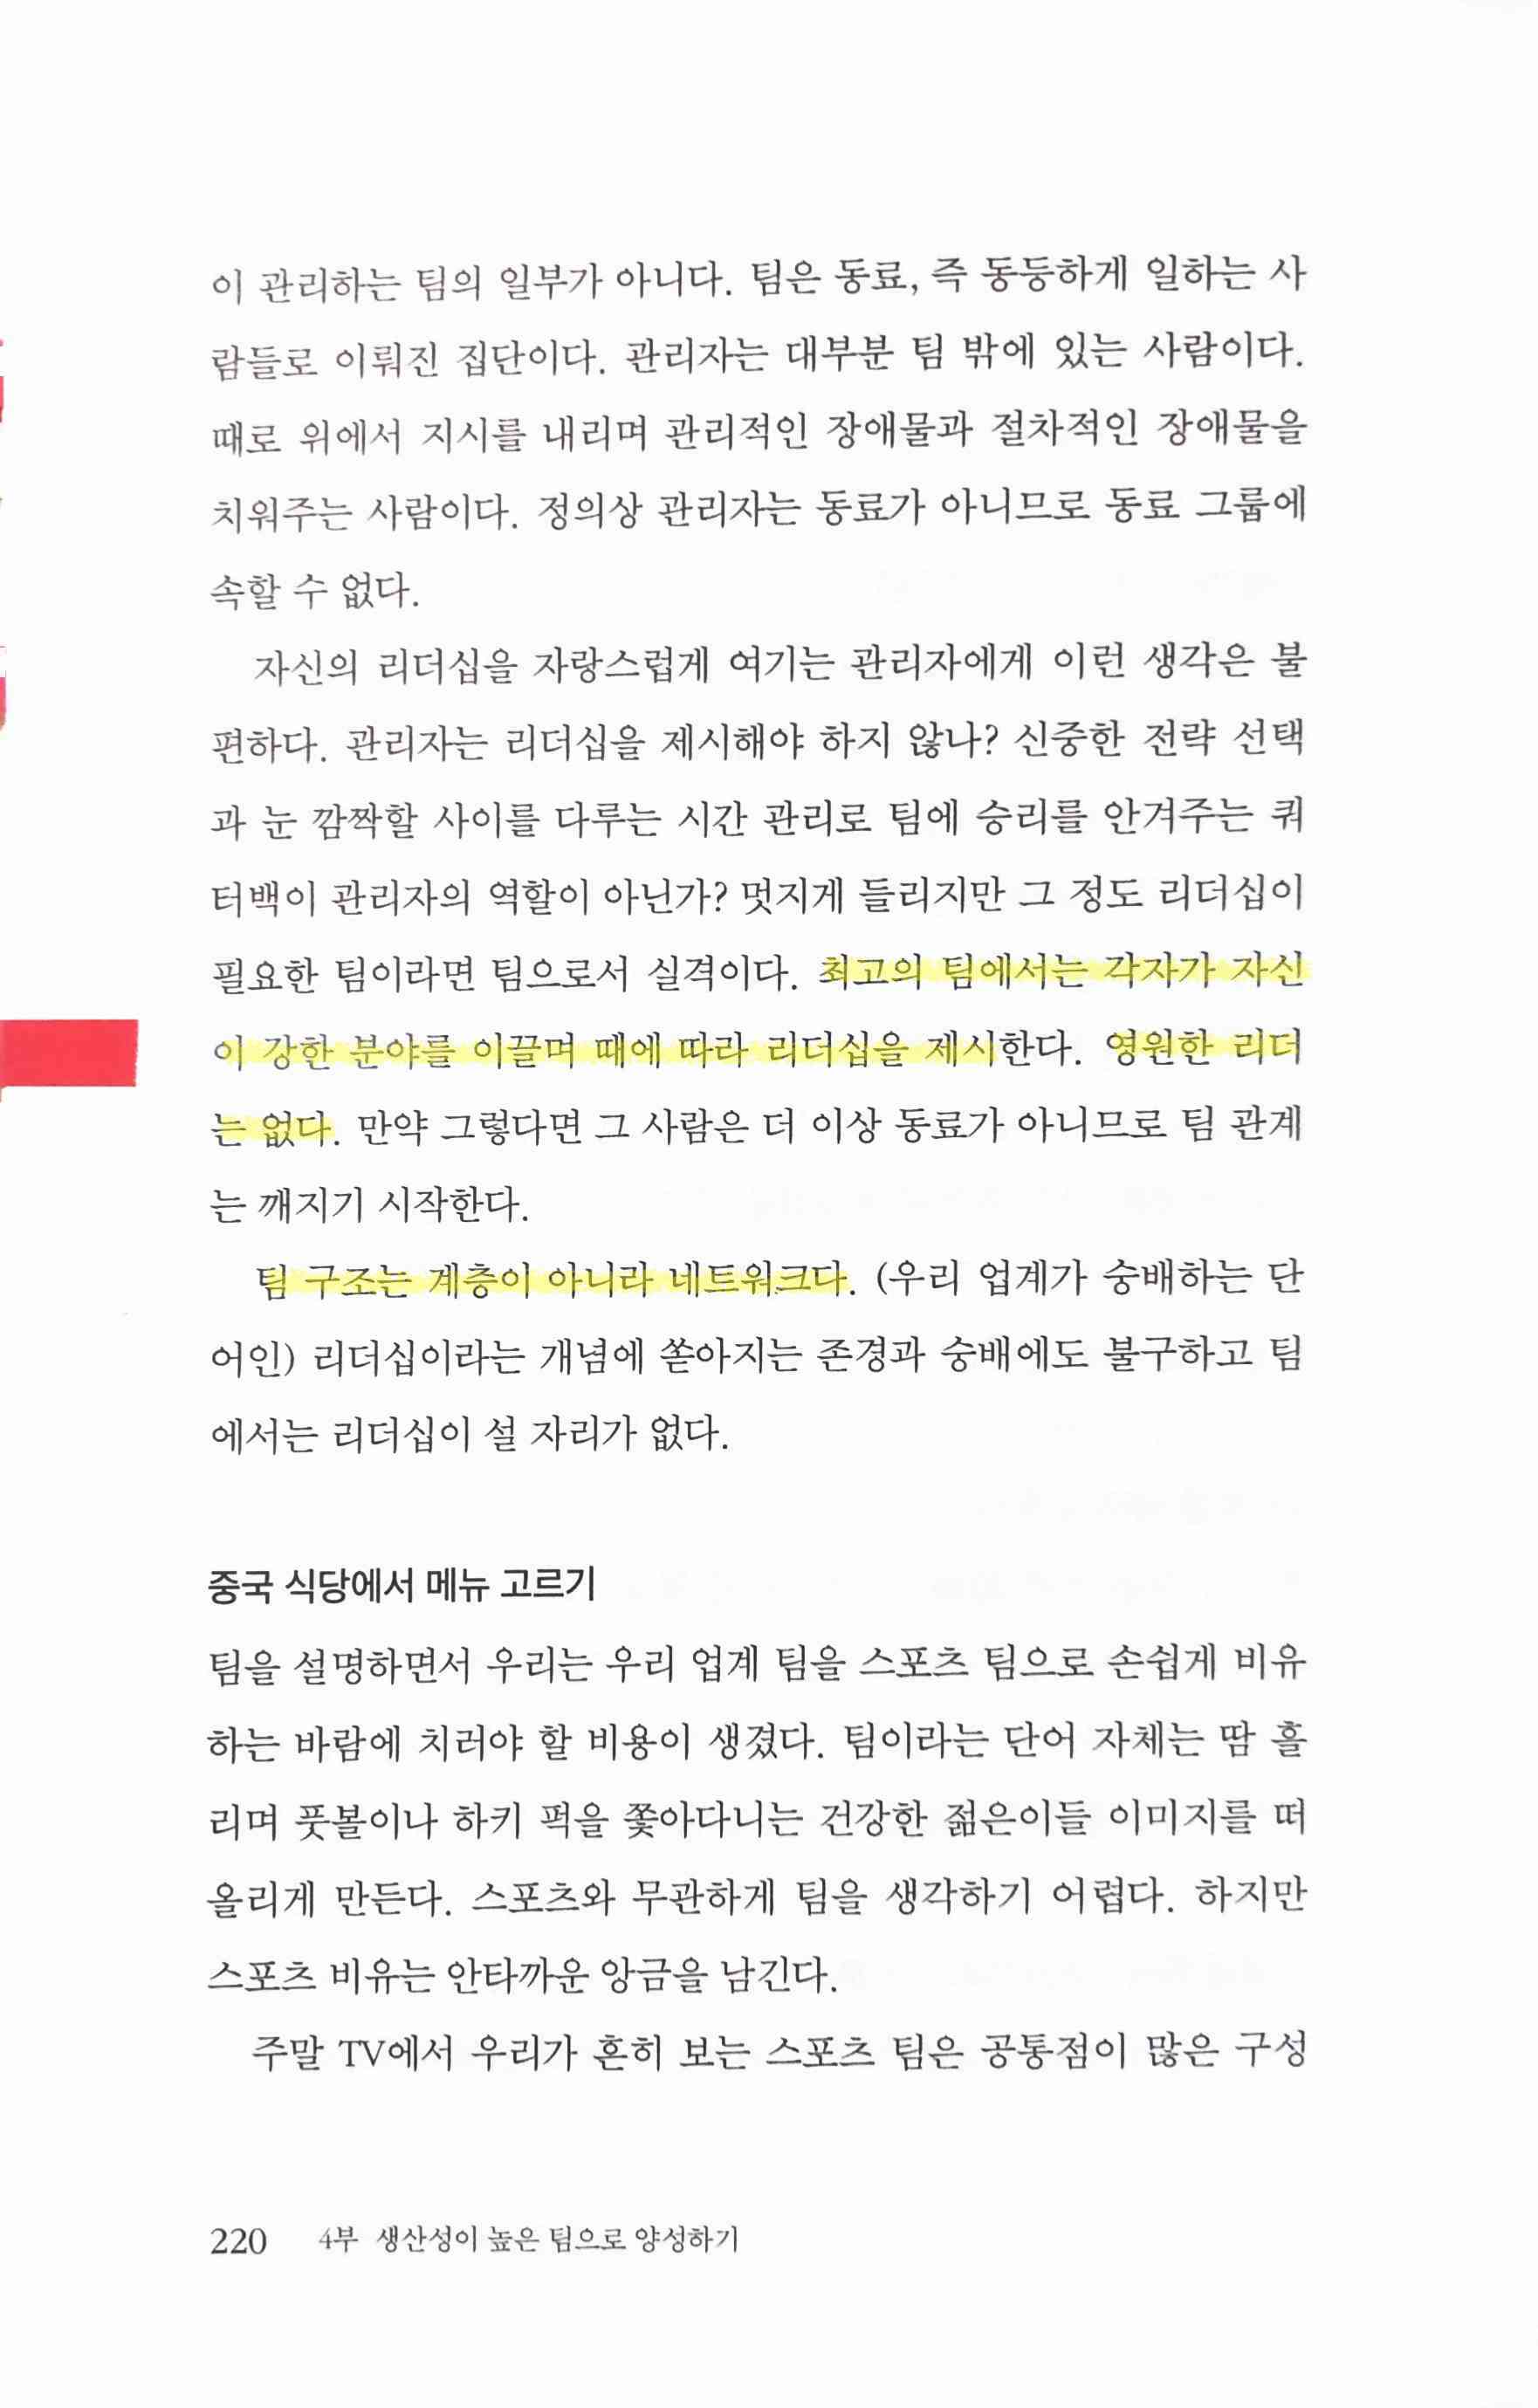 이 관리하는 팀의 일부가 아니다. 팀은 동료, 즉 동등하게 일하는 사
람들로 이뤄진 집단이다. 관리자는 대부분 팀 밖에 있는 사람이다.
때로 위에서 지시를 내리며 관리적인 장애물과 절차적인 장애물을
치워주는 사람이다. 정의상 관리자는 동료가 아니므로 동료 그룹에
속할 수 없다.
자신의 리더십을 자랑스럽게 여기는 관리자에게 이런 생각은 불
편하다. 관리자는 리더십을 제시해야 하지 않나? 신중한 전략 선택
과 눈 깜짝할 사이를 다루는 시간 관리로 팀에 승리를 안겨주는 쿼
터백이 관리자의 역할이 아닌가? 멋지게 들리지만 그 정도 리더십이
필요한 팀이라면 팀으로서 실격이다. 최고의 팀에서는 각자가 자신
이 강한 분야를 이끌며 때에 따라 리더십을 제시한다. 영원한 리더
는 없다. 만약 그렇다면 그 사람은 더 이상 동료가 아니므로 팀 관계
는 깨지기 시작한다.
팀 구조는 계층이 아니라 네트워크다. (우리 업계가 숭배하는 단
어인) 리더십이라는 개념에 쏟아지는 존경과 숭배에도 불구하고 팀
에서는 리더십이 설 자리가 없다.
중국 식당에서 메뉴 고르기
팀을 설명하면서 우리는 우리 업계 팀을 스포츠 팀으로 손쉽게 비유
하는 바람에 치러야 할 비용이 생겼다. 팀이라는 단어 자체는 땀 흘
리며 풋볼이나 하키 퍽을 쫓아다니는 건강한 젊은이들 이미지를 떠
올리게 만든다. 스포츠와 무관하게 팀을 생각하기 어렵다. 하지만
스포츠 비유는 안타까운 앙금을 남긴다.
주말 TV에서 우리가 흔히 보는 스포츠 팀은 공통점이 많은 구성
220 4부 생산성이 높은 팀으로 양성하기